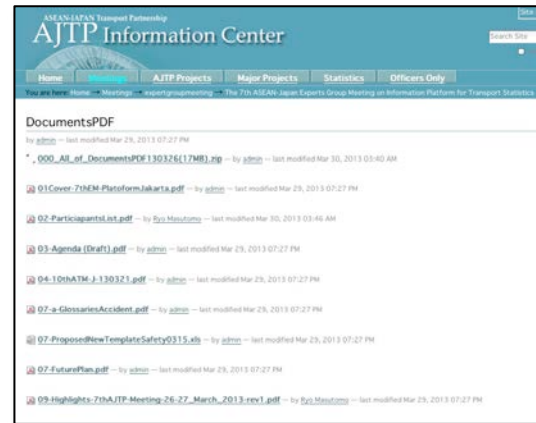 ASEAN-JAPAN Transport Partnership
AJTP Information Center
Site
Search Site
Home Meetings AJTP Projects Major Projects Statistics Officers Only
You are here: Home → Meetings → expertgroupmeeting → The 7th ASEAN-Japan Experts Group Meeting on Information Platform for Transport Statistics
DocumentsPDF
by admin — last modified Mar 29, 2013 07:27 PM
000_All_of_DocumentsPDF130326(17MB).zip — by admin — last modified Mar 30, 2013 03:40 AM
01Cover-7thEM-PlatoformJakarta.pdf — by admin — last modified Mar 29, 2013 07:27 PM
02-ParticiapantsList.pdf — by Ryo Masutomo — last modified Mar 30, 2013 03:46 AM
03-Agenda (Draft).pdf — by admin — last modified Mar 29, 2013 07:27 PM
04-10thATM-J-130321.pdf — by admin — last modified Mar 29, 2013 07:27 PM
07-a-GlossariesAccident.pdf — by admin — last modified Mar 29, 2013 07:27 PM
07-ProposedNewTemplateSafety0315.xls — by admin — last modified Mar 29, 2013 07:27 PM
07-FuturePlan.pdf — by admin — last modified Mar 29, 2013 07:27 PM
09-Highlights-7thAJTP-Meeting-26-27_March_2013-rev1.pdf — by Ryo Masutomo — last modified Mar 29, 2013 07:27 PM